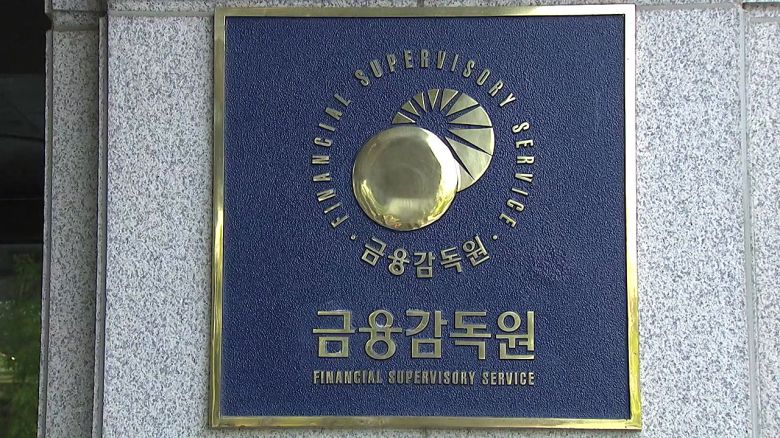 FINANCIAL SUPERVISORY SERVICE
금융감독원
금융감독원
FINANCIAL SUPERVISORY SERVICE